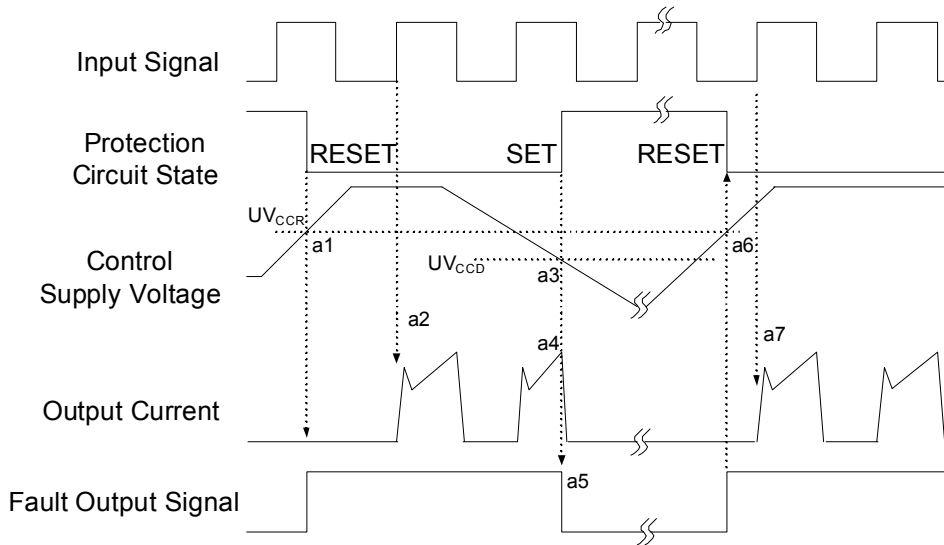 Input Signal
Protection
Circuit State
RESET
SET
RESET
UVCCR
a1
a6
Control
Supply Voltage
UVCCD
a3
a2
a4
a7
Output Current
a5
Fault Output Signal